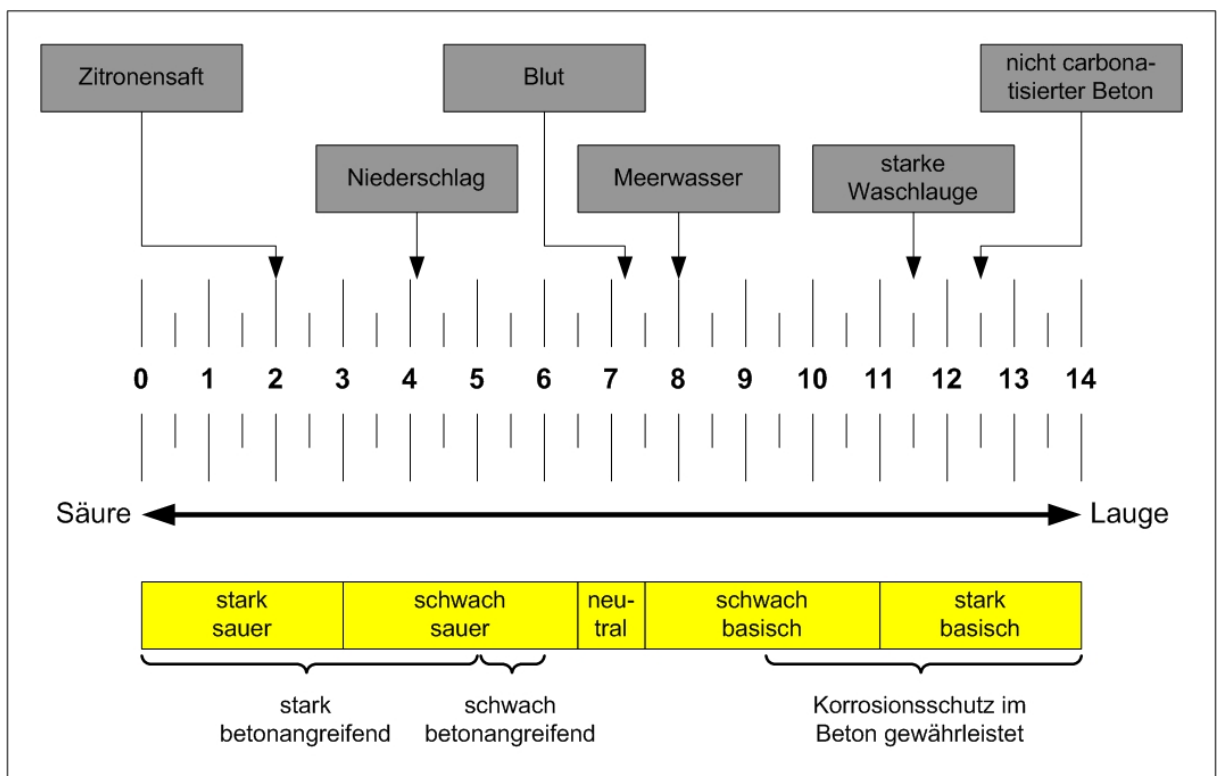 Zitronensaft
Blut
nicht carbona-
tisierter Beton
Niederschlag
Meerwasser
starke
Waschlauge
0 1 2 3 4 5 6 7 8 9 10 11 12 13 14
Säure
Lauge
stark
sauer
schwach
sauer
neu-
tral
schwach
basisch
stark
basisch
stark
betonangreifend
schwach
betonangreifend
Korrosionsschutz im
Beton gewährleistet